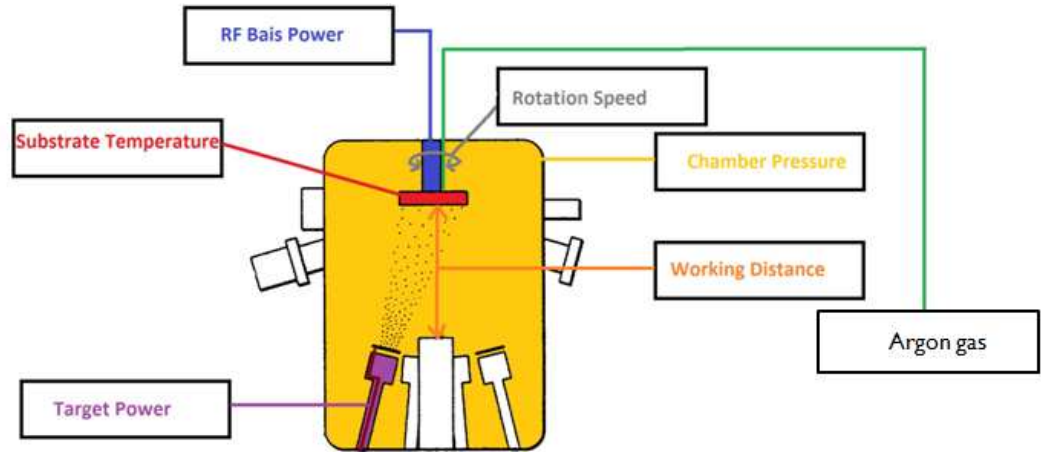 RF Bais Power
Rotation Speed
Substrate Temperature
Chamber Pressure
Working Distance
Argon gas
Target Power